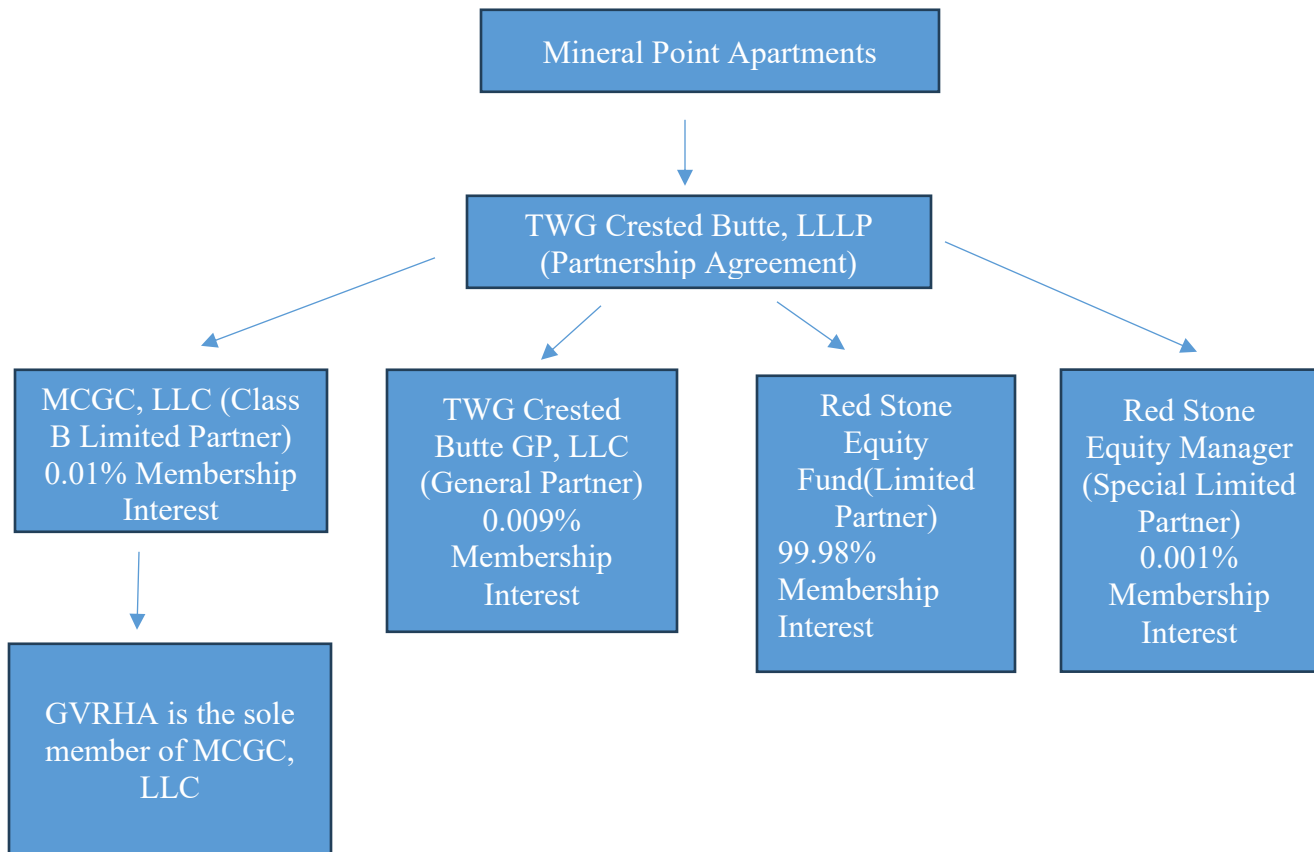 Mineral Point Apartments
TWG Crested Butte, LLLP
(Partnership Agreement)
MCGC, LLC (Class
B Limited Partner)
0.01% Membership
Interest
TWG Crested
Butte GP, LLC
(General Partner)
0.009%
Membership
Interest
Red Stone
Equity
Fund(Limited
Partner)
99.98%
Membership
Interest
Red Stone
Equity Manager
(Special Limited
Partner)
0.001%
Membership
Interest
GVRHA is the sole
member of MCGC,
LLC